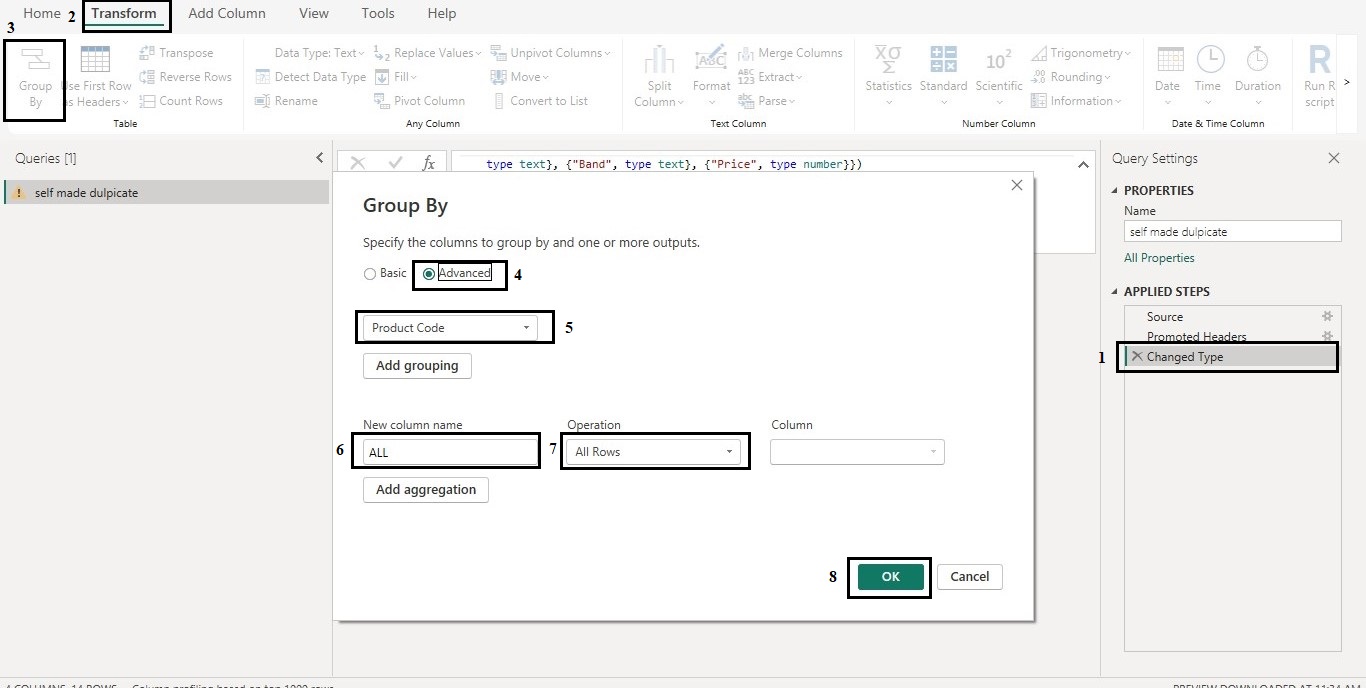 Home 2 Transform Add Column View Tools Help
3
Group By
Use First Row as Headers
Transpose
Reverse Rows
Count Rows
Table
Data Type: Text
Detect Data Type
Rename
Replace Values
Fill
Pivot Column
Unpivot Columns
Move
Convert to List
Any Column
Split Column
Format
Merge Columns
Extract
Parse
Text Column
Statistics
Standard
Scientific
Trigonometry
Rounding
Information
Number Column
Date
Time
Duration
Date & Time Column
Run R script
Queries [1]
self made dulpicate
fx
type text}, {"Band", type text}, {"Price", type number}})
Group By
Specify the columns to group by and one or more outputs.
Basic Advanced 4
Product Code 5
Add grouping
New column name Operation Column
6 ALL 7 All Rows
Add aggregation
8 OK Cancel
Query Settings
PROPERTIES
Name
self made dulpicate
All Properties
APPLIED STEPS
Source
Promoted Headers
1 Changed Type
4 COLUMNS, 14 ROWS Column profiling based on top 1000 rows
PREVIEW DOWNLOADED AT 11:34 AM